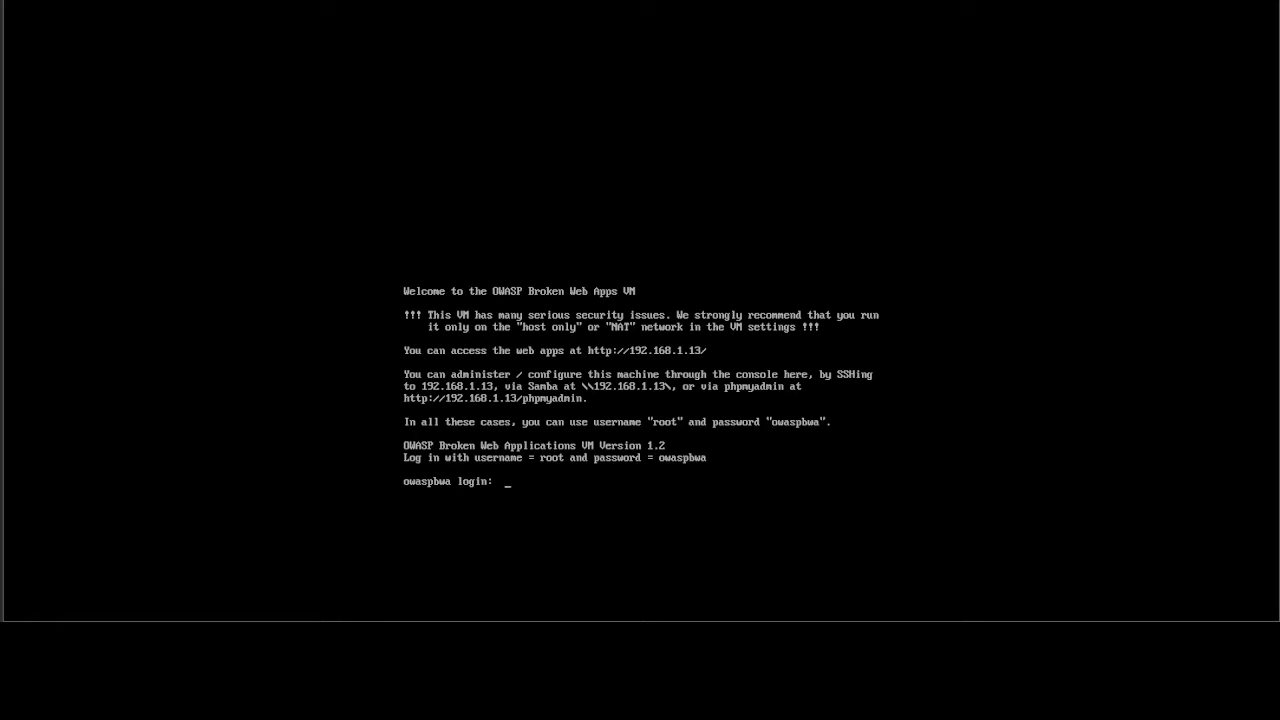 Welcome to the OWASP Broken Web Apps VM
!!! This VM has many serious security issues. We strongly recommend that you run
it only on the "host only" or "NAT" network in the VM settings !!!
You can access the web apps at http://192.168.1.13/
You can administer / configure this machine through the console here, by SSHing
to 192.168.1.13, via Samba at \\192.168.1.13\, or via phpmyadmin at
http://192.168.1.13/phpmyadmin.
In all these cases, you can use username "root" and password "owaspbwa".
OWASP Broken Web Applications VM Version 1.2
Log in with username = root and password = owaspbwa
owaspbwa login: _